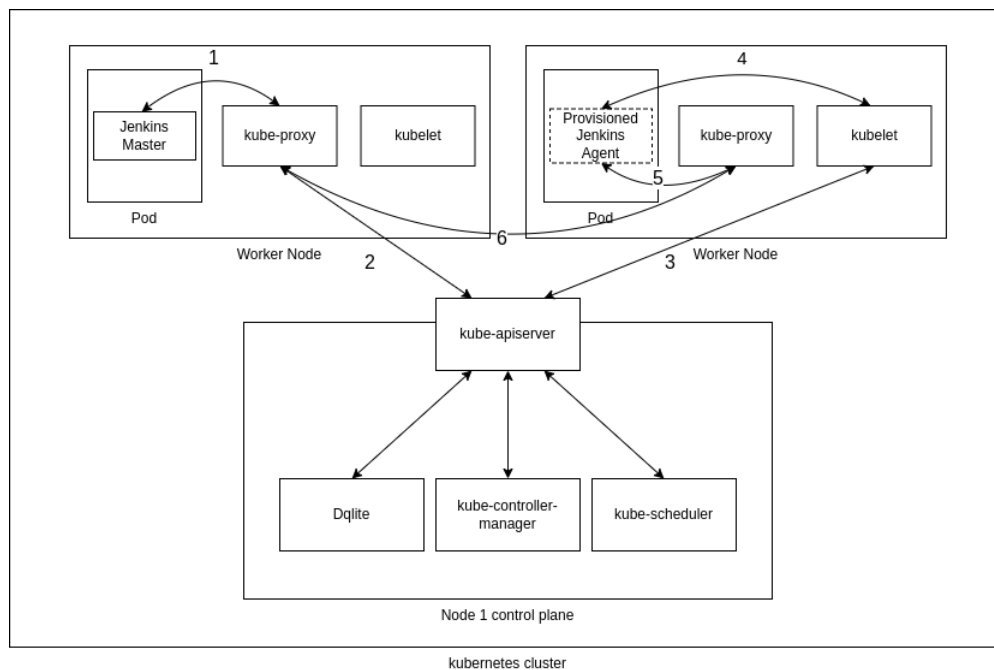 1
4
Jenkins
Master
kube-proxy
kubelet
Provisioned
Jenkins
Agent
kube-proxy
kubelet
5
Pod
Pod
6
Worker Node
2
3
Worker Node
kube-apiserver
Dqlite
kube-controller-
manager
kube-scheduler
Node 1 control plane
kubernetes cluster